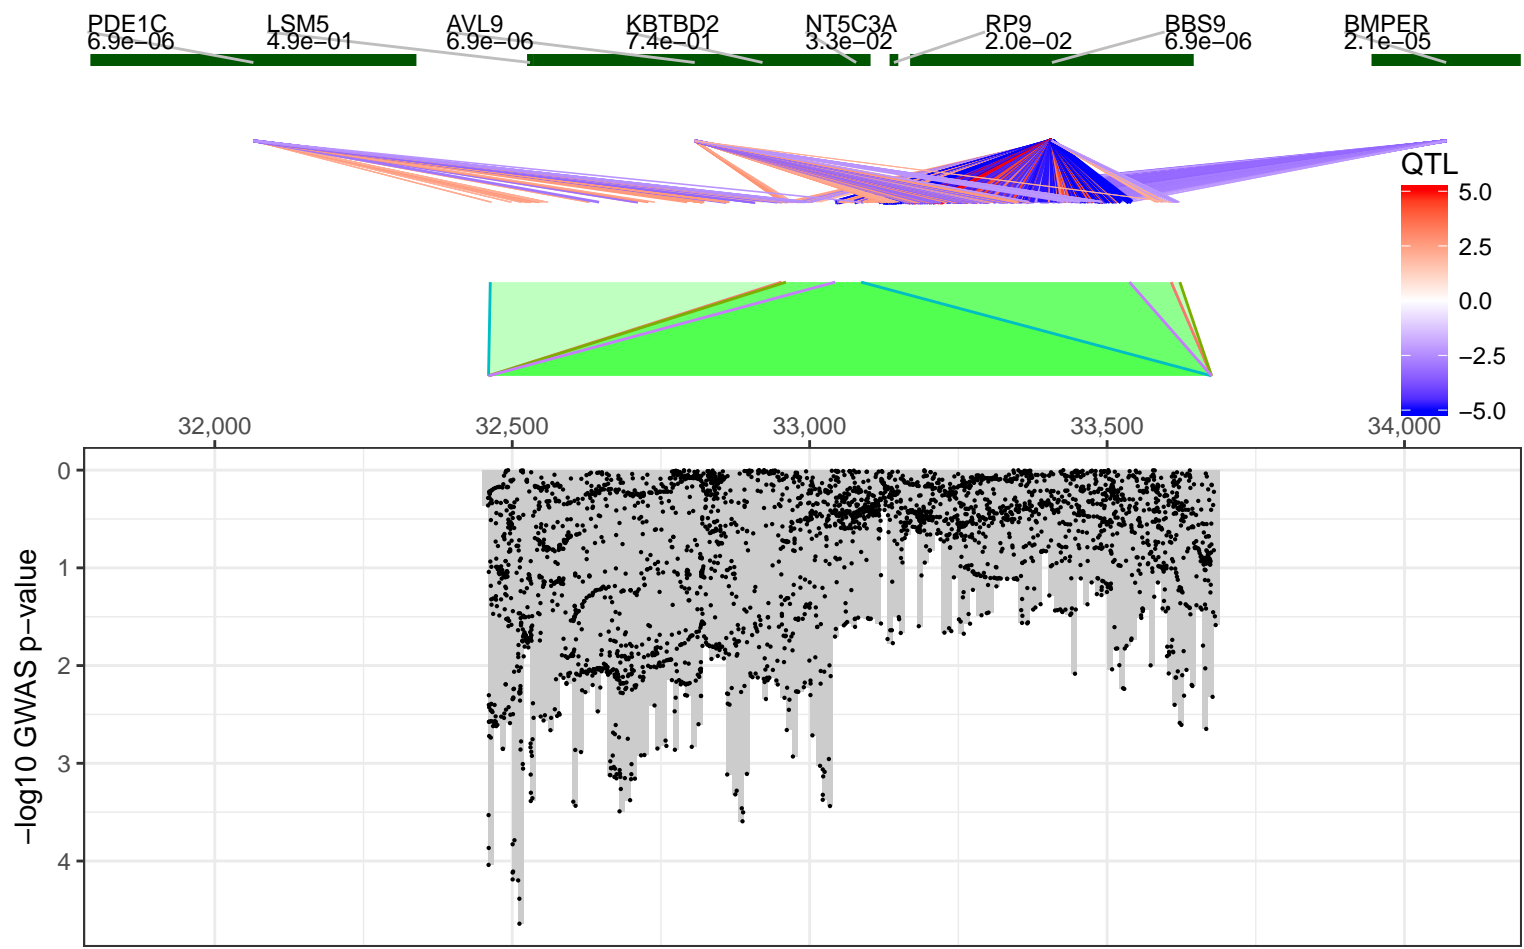 PDE1C LSM5 AVL9 KBTBD2 NT5C3A RP9 BBS9 BMPER
6.9e−06 4.9e−01 6.9e−06 7.4e−01 3.3e−02 2.0e−02 6.9e−06 2.1e−05
QTL
5.0
2.5
0.0
−2.5
−5.0
32,000 32,500 33,000 33,500 34,000
0
1
2
3
4
−log10 GWAS p−value